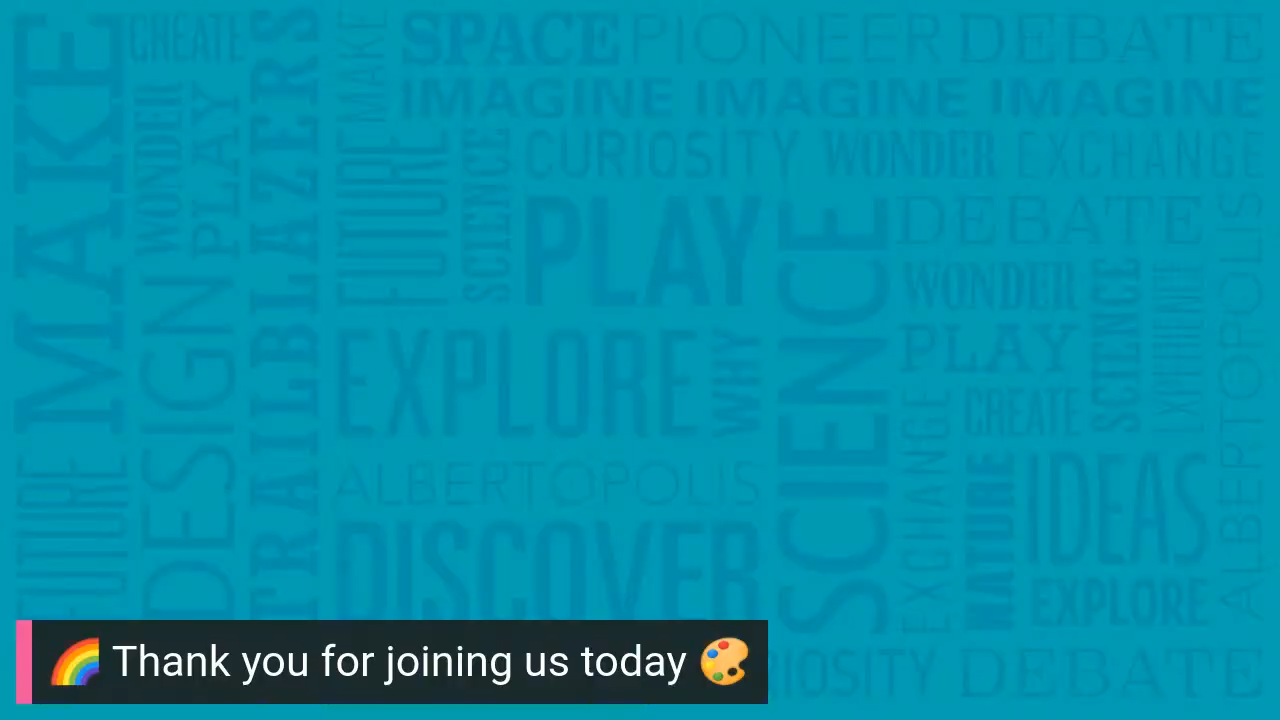 MAKE
CREATE
WONDER
PLAY
TRAILBLAZERS
DESIGN
FUTURE
MAKE
SPACE PIONEER DEBATE
IMAGINE IMAGINE IMAGINE
FUTURE
SCIENCE
CURIOSITY WONDER EXCHANGE
PLAY
SCIENCE
DEBATE
ALBERTOPOLIS
WONDER
SCIENCE
PLAY
EXPLORE
WHY
EXCHANGE
CREATE
ALBERTOPOLIS
NATURE
IDEAS
DISCOVER
EXPLORE
🌈 Thank you for joining us today 🎨
DEBATE